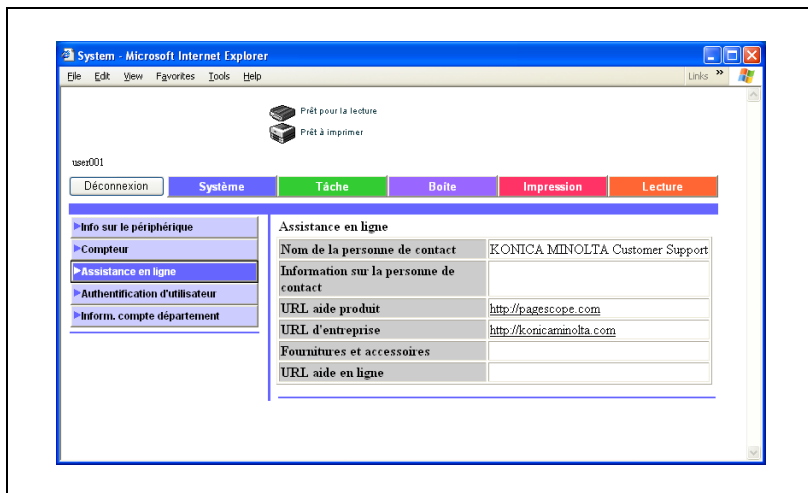 System - Microsoft Internet Explorer
File Edit View Favorites Tools Help
Links »
Prêt pour la lecture
Prêt à imprimer
user001
Déconnexion Système Tâche Boîte Impression Lecture
Info sur le périphérique
Compteur
Assistance en ligne
Authentification d'utilisateur
Inform. compte département
Assistance en ligne
Nom de la personne de contact KONICA MINOLTA Customer Support
Information sur la personne de
contact
URL aide produit http://pagescope.com
URL d'entreprise http://konicaminolta.com
Fournitures et accessoires
URL aide en ligne